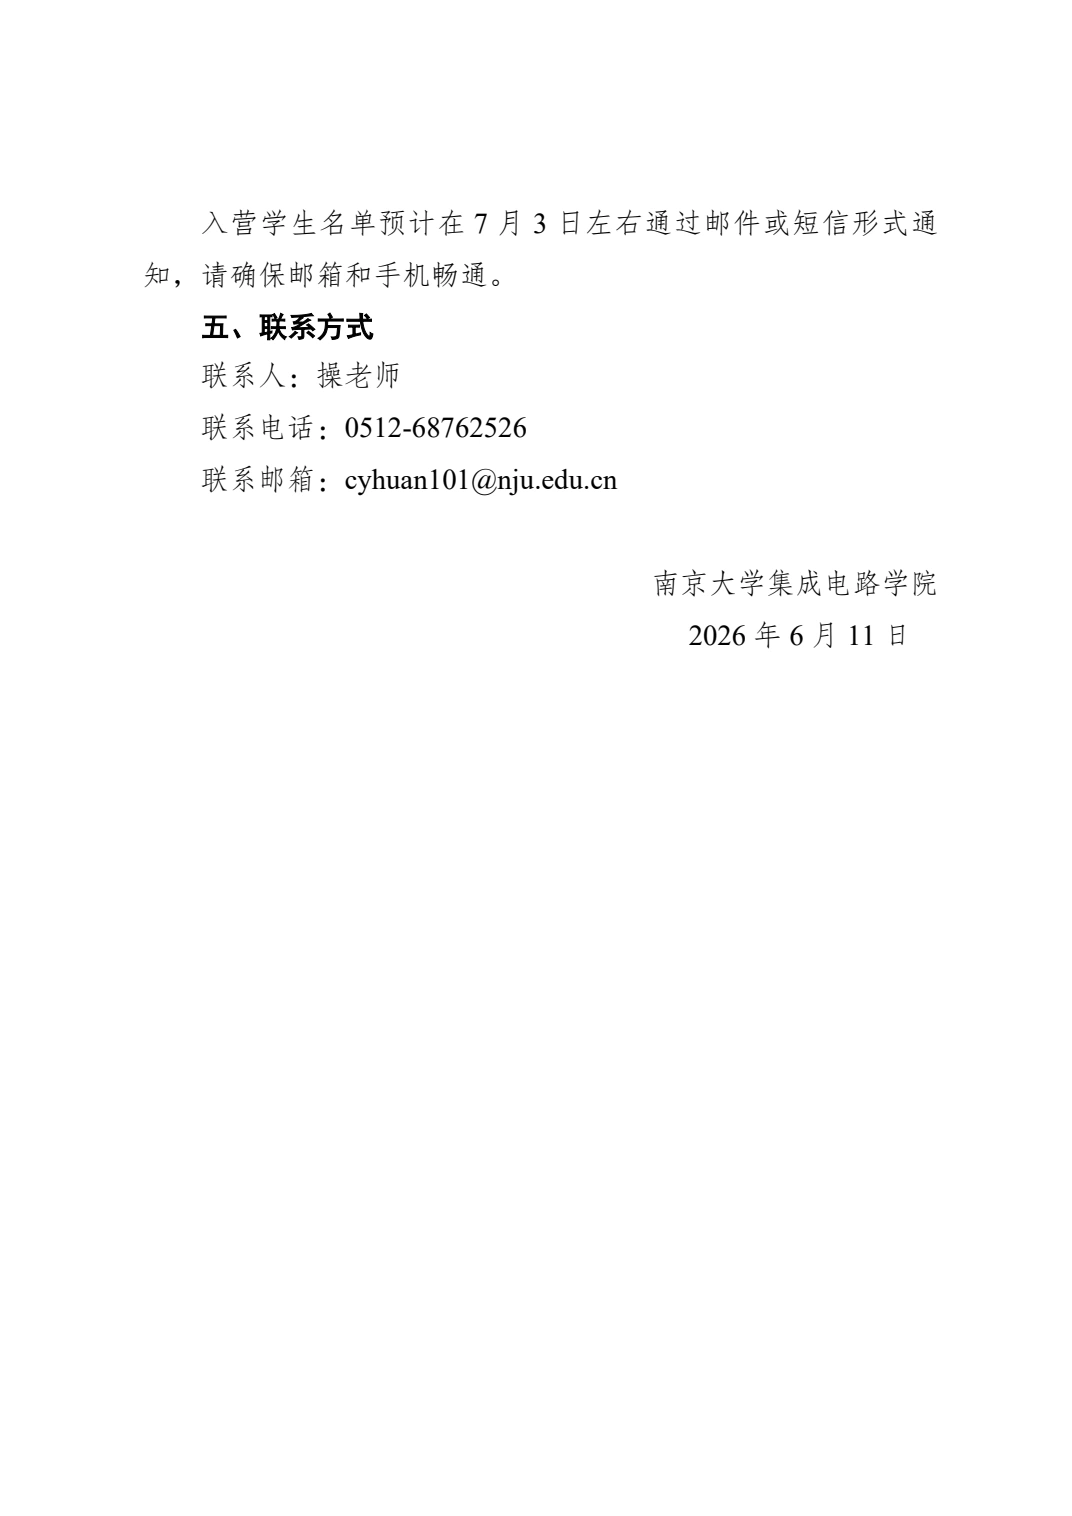 入营学生名单预计在 7 月 3 日左右通过邮件或短信形式通
知，请确保邮箱和手机畅通。
五、联系方式
联系人：操老师
联系电话：0512-68762526
联系邮箱：cyhuan101@nju.edu.cn
南京大学集成电路学院
2026 年 6 月 11 日